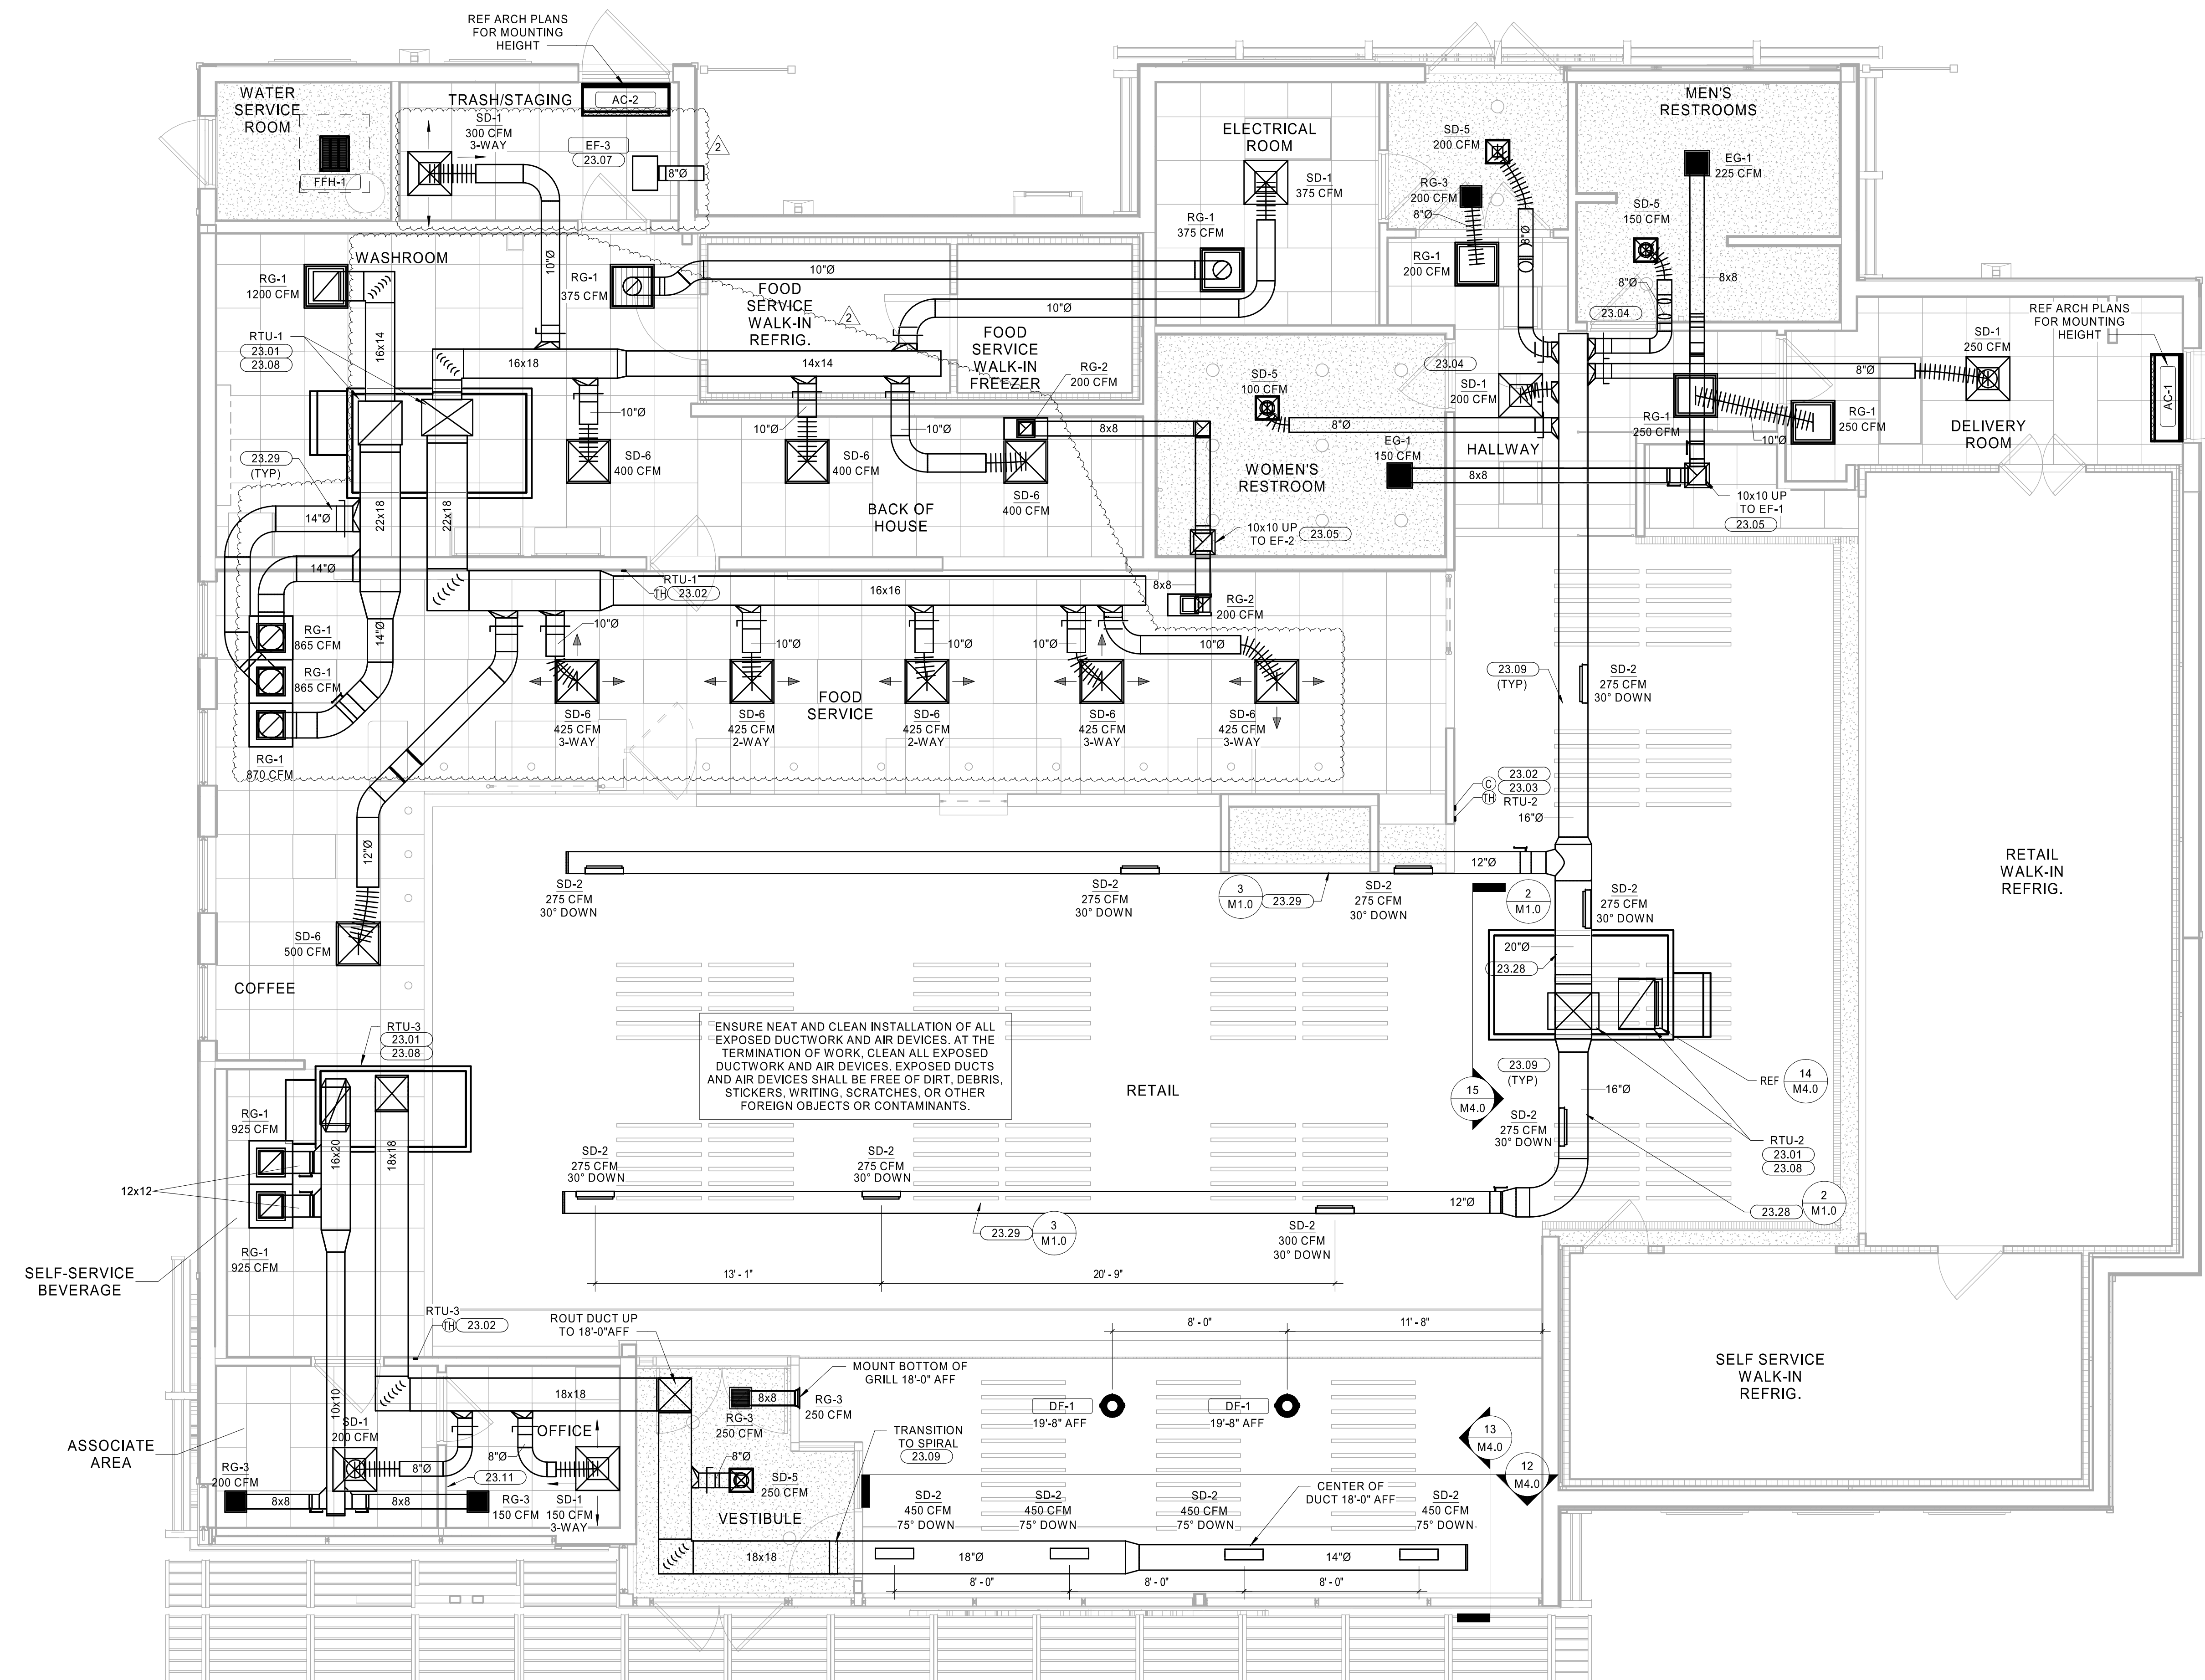 REF ARCH PLANS
FOR MOUNTING
HEIGHT
WATER
SERVICE
ROOM
FFH-1
TRASH/STAGING
AC-2
SD-1
300 CFM
3-WAY
EF-3
23.07
8"Ø
2
ELECTRICAL
ROOM
SD-1
375 CFM
RG-1
375 CFM
SD-5
200 CFM
RG-3
200 CFM
8"Ø
8"Ø
RG-1
200 CFM
MEN'S
RESTROOMS
EG-1
225 CFM
SD-5
150 CFM
8"Ø
23.04
8x8
REF ARCH PLANS
FOR MOUNTING
HEIGHT
SD-1
250 CFM
AC-1
8"Ø
RG-1
250 CFM
RG-1
250 CFM
10"Ø
DELIVERY
ROOM
WASHROOM
RG-1
1200 CFM
10"Ø
RG-1
375 CFM
10"Ø
FOOD
SERVICE
WALK-IN
REFRIG.
2
10"Ø
FOOD
SERVICE
WALK-IN
FREEZER
RTU-1
23.01
23.08
16x14
16x18
14x14
RG-2
200 CFM
SD-5
100 CFM
23.04
SD-1
200 CFM
8"Ø
10"Ø
10"Ø
10"Ø
8x8
EG-1
150 CFM
HALLWAY
23.29
(TYP)
SD-6
400 CFM
SD-6
400 CFM
SD-6
400 CFM
WOMEN'S
RESTROOM
8x8
10x10 UP
TO EF-1
23.05
BACK OF
HOUSE
10x10 UP
TO EF-2
23.05
14"Ø
22x18
22x18
14"Ø
RTU-1
TH
23.02
16x16
8x8
RG-2
200 CFM
RG-1
865 CFM
14"Ø
RG-1
865 CFM
10"Ø
10"Ø
10"Ø
10"Ø
10"Ø
RG-1
870 CFM
SD-6
425 CFM
3-WAY
SD-6
425 CFM
2-WAY
FOOD
SERVICE
SD-6
425 CFM
2-WAY
SD-6
425 CFM
3-WAY
SD-6
425 CFM
3-WAY
23.09
(TYP)
SD-2
275 CFM
30° DOWN
C
23.02
23.03
TH
RTU-2
16"Ø
12"Ø
12"Ø
SD-2
275 CFM
30° DOWN
SD-2
275 CFM
30° DOWN
3
M1.0
23.29
SD-2
275 CFM
30° DOWN
2
M1.0
SD-2
275 CFM
30° DOWN
RETAIL
WALK-IN
REFRIG.
SD-6
500 CFM
20"Ø
23.28
COFFEE
RTU-3
23.01
23.08
ENSURE NEAT AND CLEAN INSTALLATION OF ALL
EXPOSED DUCTWORK AND AIR DEVICES. AT THE
TERMINATION OF WORK, CLEAN ALL EXPOSED
DUCTWORK AND AIR DEVICES. EXPOSED DUCTS
AND AIR DEVICES SHALL BE FREE OF DIRT, DEBRIS,
STICKERS, WRITING, SCRATCHES, OR OTHER
FOREIGN OBJECTS OR CONTAMINANTS.
RETAIL
23.09
(TYP)
15
M4.0
16"Ø
REF
14
M4.0
RG-1
925 CFM
16x20
18x18
SD-2
275 CFM
30° DOWN
RTU-2
23.01
23.08
12x12
SD-2
275 CFM
30° DOWN
SD-2
275 CFM
30° DOWN
12"Ø
23.28
2
M1.0
RG-1
925 CFM
23.29
3
M1.0
SD-2
300 CFM
30° DOWN
SELF-SERVICE
BEVERAGE
13' - 1"
20' - 9"
RTU-3
TH
23.02
ROUT DUCT UP
TO 18'-0"AFF
8' - 0"
11' - 8"
SELF SERVICE
WALK-IN
REFRIG.
MOUNT BOTTOM OF
GRILL 18'-0" AFF
18x18
8x8
RG-3
250 CFM
RG-3
250 CFM
DF-1
19'-8" AFF
DF-1
19'-8" AFF
10x10
SD-1
200 CFM
OFFICE
TRANSITION
TO SPIRAL
23.09
13
M4.0
12
M4.0
ASSOCIATE
AREA
RG-3
200 CFM
8"Ø
8"Ø
23.11
8"Ø
SD-5
250 CFM
CENTER OF
DUCT 18'-0" AFF
8x8
8x8
RG-3
150 CFM
SD-1
150 CFM
3-WAY
VESTIBULE
SD-2
450 CFM
75° DOWN
SD-2
450 CFM
75° DOWN
SD-2
450 CFM
75° DOWN
SD-2
450 CFM
75° DOWN
18x18
18"Ø
14"Ø
8' - 0"
8' - 0"
8' - 0"